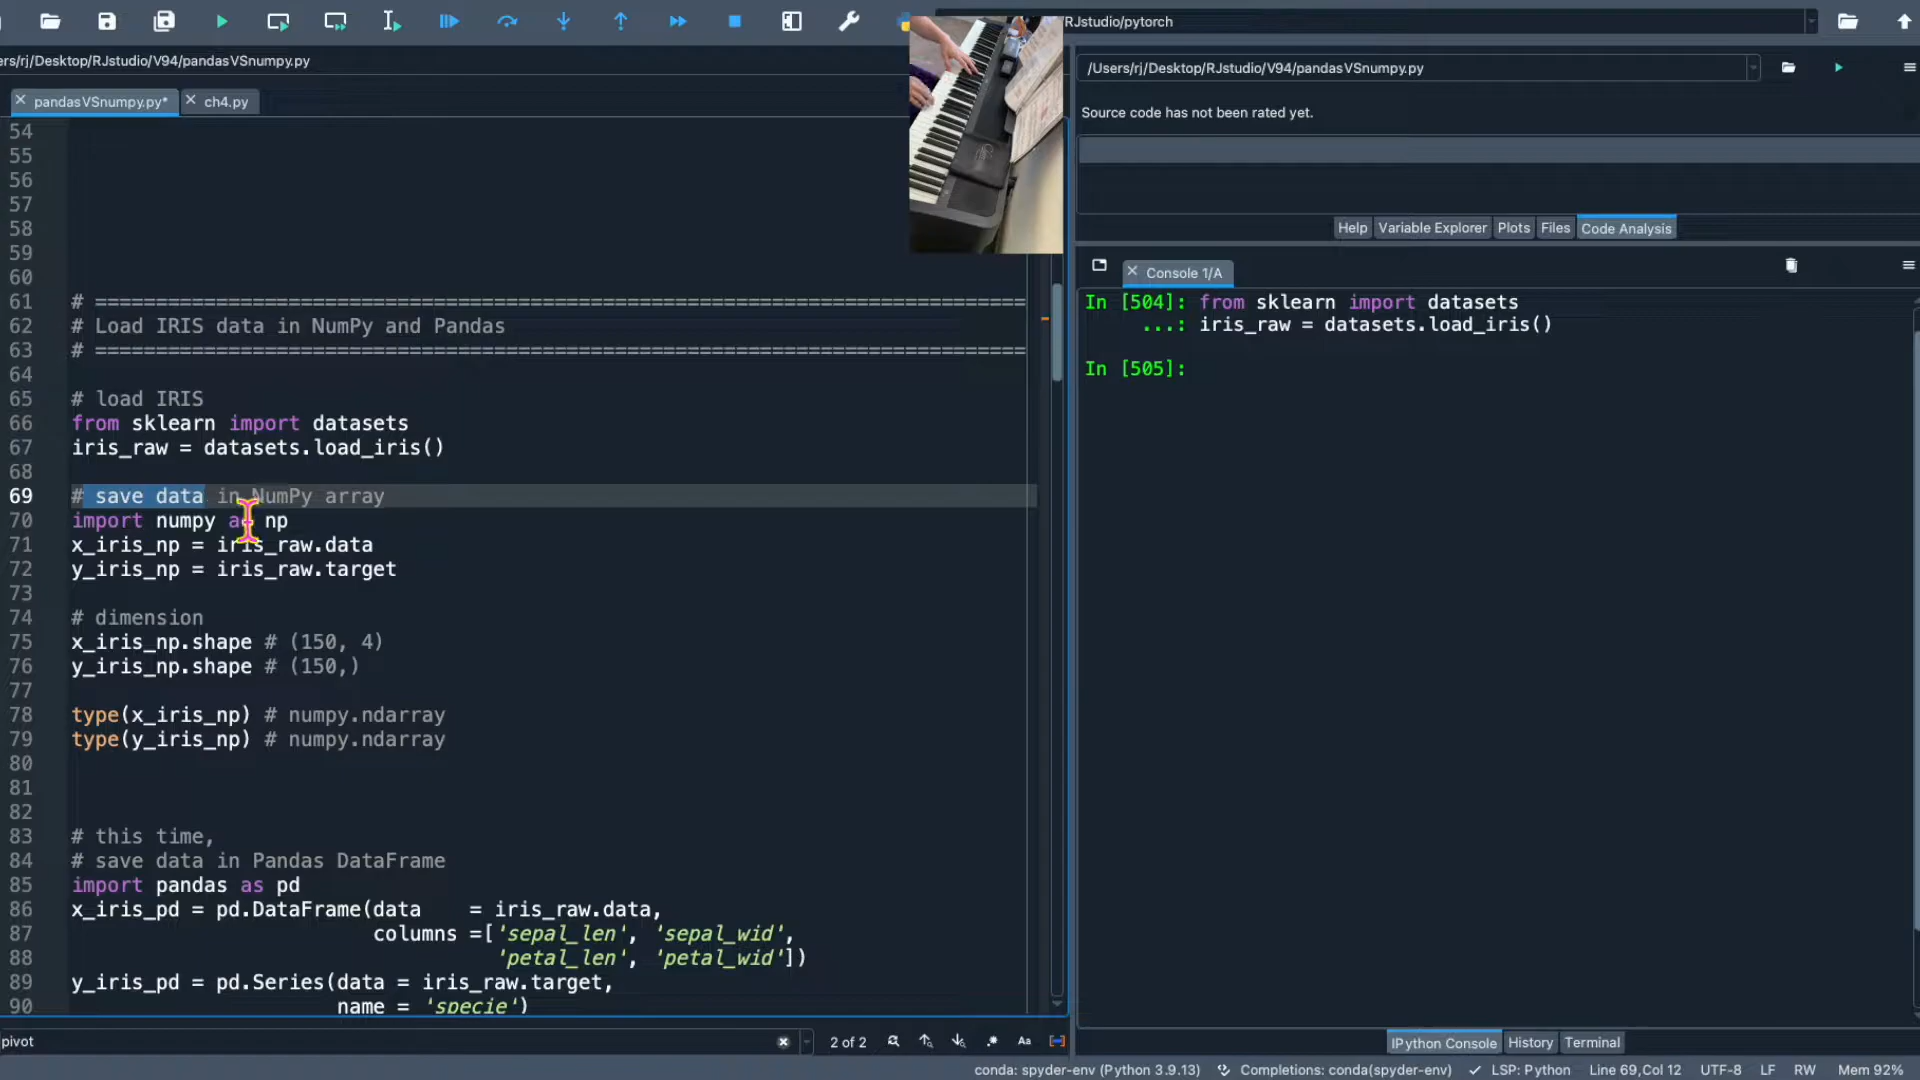 RJstudio/pytorch
ers/rj/Desktop/RJstudio/V94/pandasVSnumpy.py
/Users/rj/Desktop/RJstudio/V94/pandasVSnumpy.py
pandasVSnumpy.py*
ch4.py
Source code has not been rated yet.
Help
Variable Explorer
Plots
Files
Code Analysis
Console 1/A
54
55
56
57
58
59
60
61 # =============================================================================
62 # Load IRIS data in NumPy and Pandas
63 # =============================================================================
64
65 # load IRIS
66 from sklearn import datasets
67 iris_raw = datasets.load_iris()
68
69 # save data in NumPy array
70 import numpy as np
71 x_iris_np = iris_raw.data
72 y_iris_np = iris_raw.target
73
74 # dimension
75 x_iris_np.shape # (150, 4)
76 y_iris_np.shape # (150,)
77
78 type(x_iris_np) # numpy.ndarray
79 type(y_iris_np) # numpy.ndarray
80
81
82
83 # this time,
84 # save data in Pandas DataFrame
85 import pandas as pd
86 x_iris_pd = pd.DataFrame(data    = iris_raw.data,
87                          columns =['sepal_len', 'sepal_wid',
88                                    'petal_len', 'petal_wid'])
89 y_iris_pd = pd.Series(data = iris_raw.target,
90                       name = 'specie')
In [504]: from sklearn import datasets
     ...: iris_raw = datasets.load_iris()
In [505]:
pivot
2 of 2
Aa
IPython Console
History
Terminal
conda: spyder-env (Python 3.9.13)
Completions: conda(spyder-env)
LSP: Python
Line 69,Col 12
UTF-8
LF
RW
Mem 92%